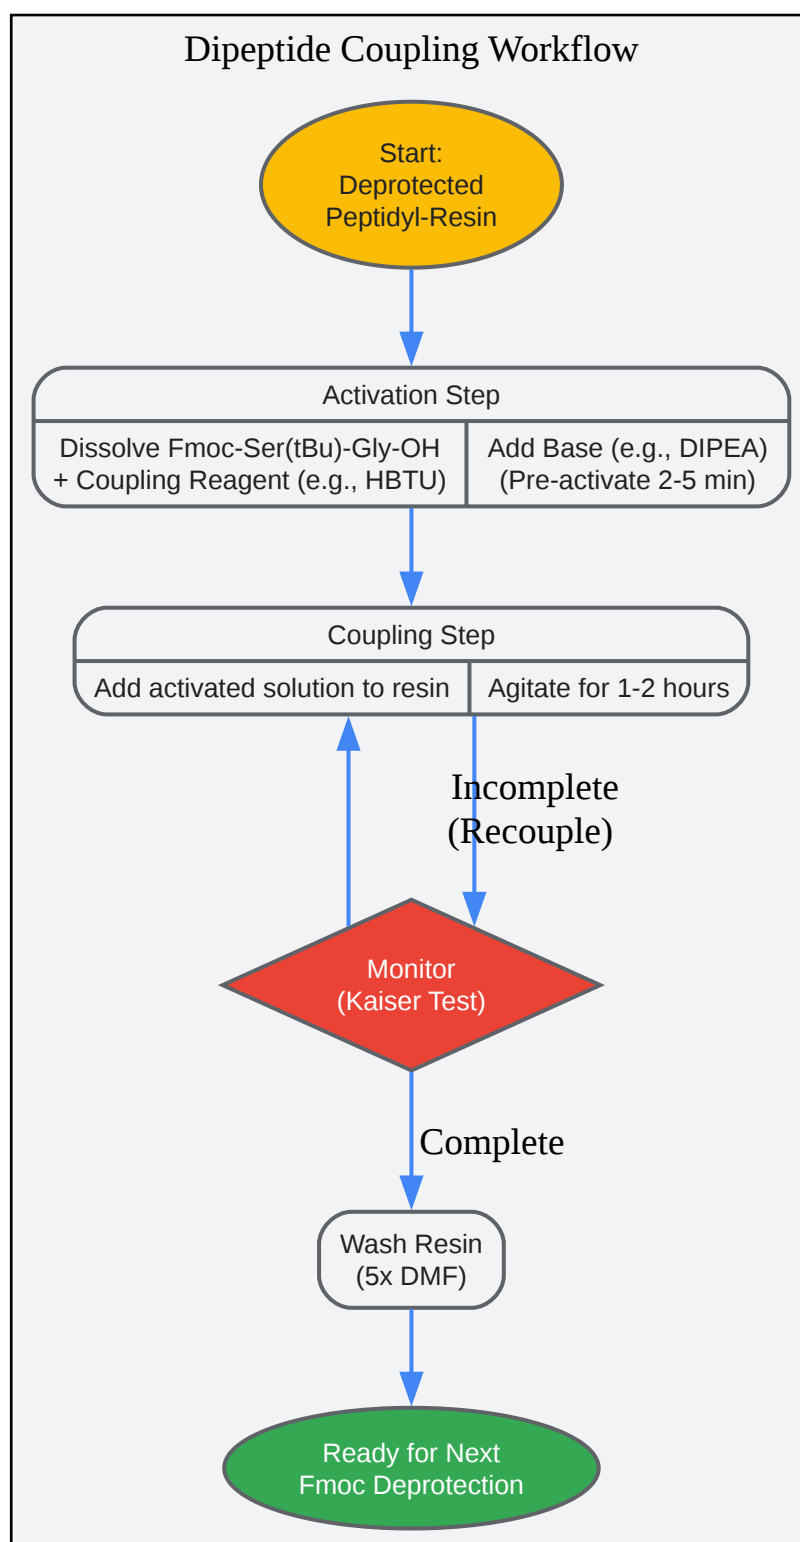 Dipeptide Coupling Workflow
Start:
Deprotected
Peptidyl-Resin
Activation Step
Dissolve Fmoc-Ser(tBu)-Gly-OH
+ Coupling Reagent (e.g., HBTU)
Add Base (e.g., DIPEA)
(Pre-activate 2-5 min)
Coupling Step
Add activated solution to resin
Agitate for 1-2 hours
Incomplete
(Recouple)
Monitor
(Kaiser Test)
Complete
Wash Resin
(5x DMF)
Ready for Next
Fmoc Deprotection